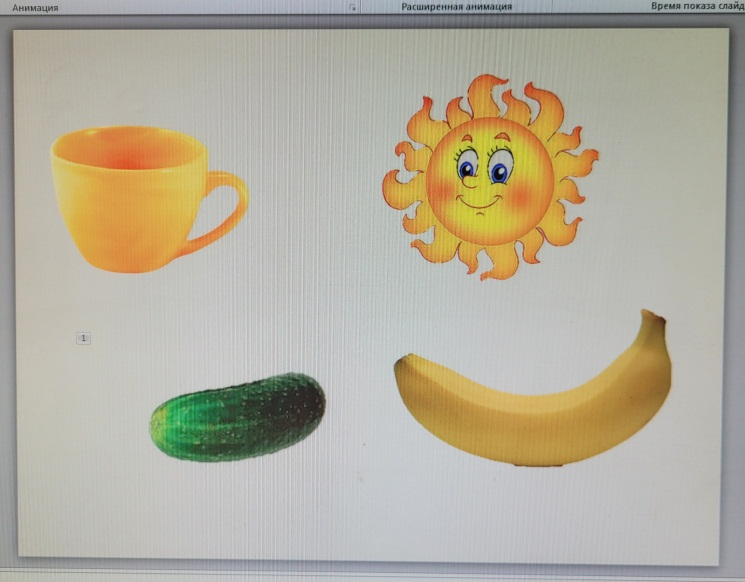 Анимация
Расширенная анимация
Время показа слайд
1